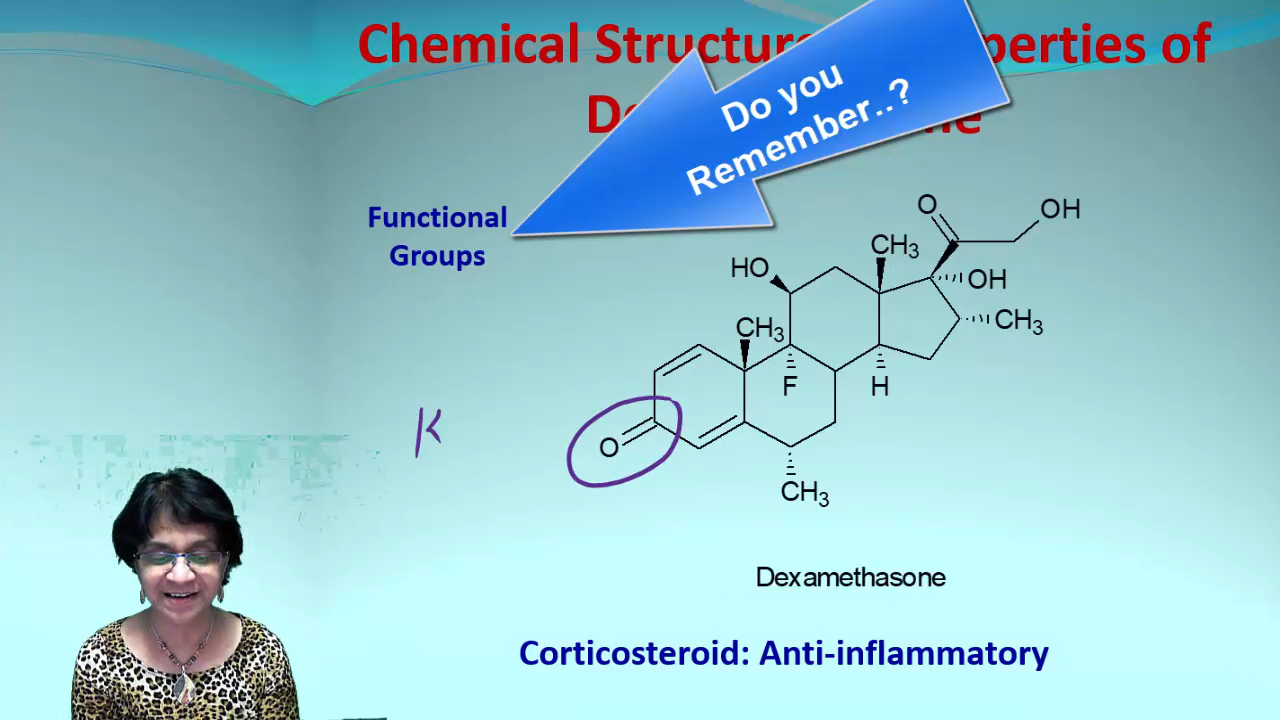 Chemical Structure
perties of
De
ne
Do you
Remember..?
Functional
Groups
O
OH
CH3
HO
OH
CH3
CH3
F
H
O
K
CH3
Dexamethasone
Corticosteroid: Anti-inflammatory